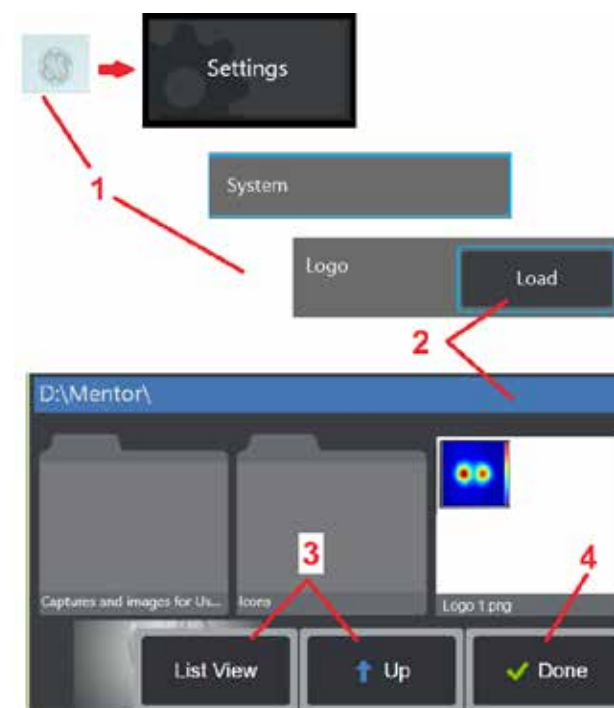 Settings
1
System
Logo
Load
2
D:\Mentor\
3
4
Captures and images for Us...
Icons
Logo 1.png
List View
Up
Done